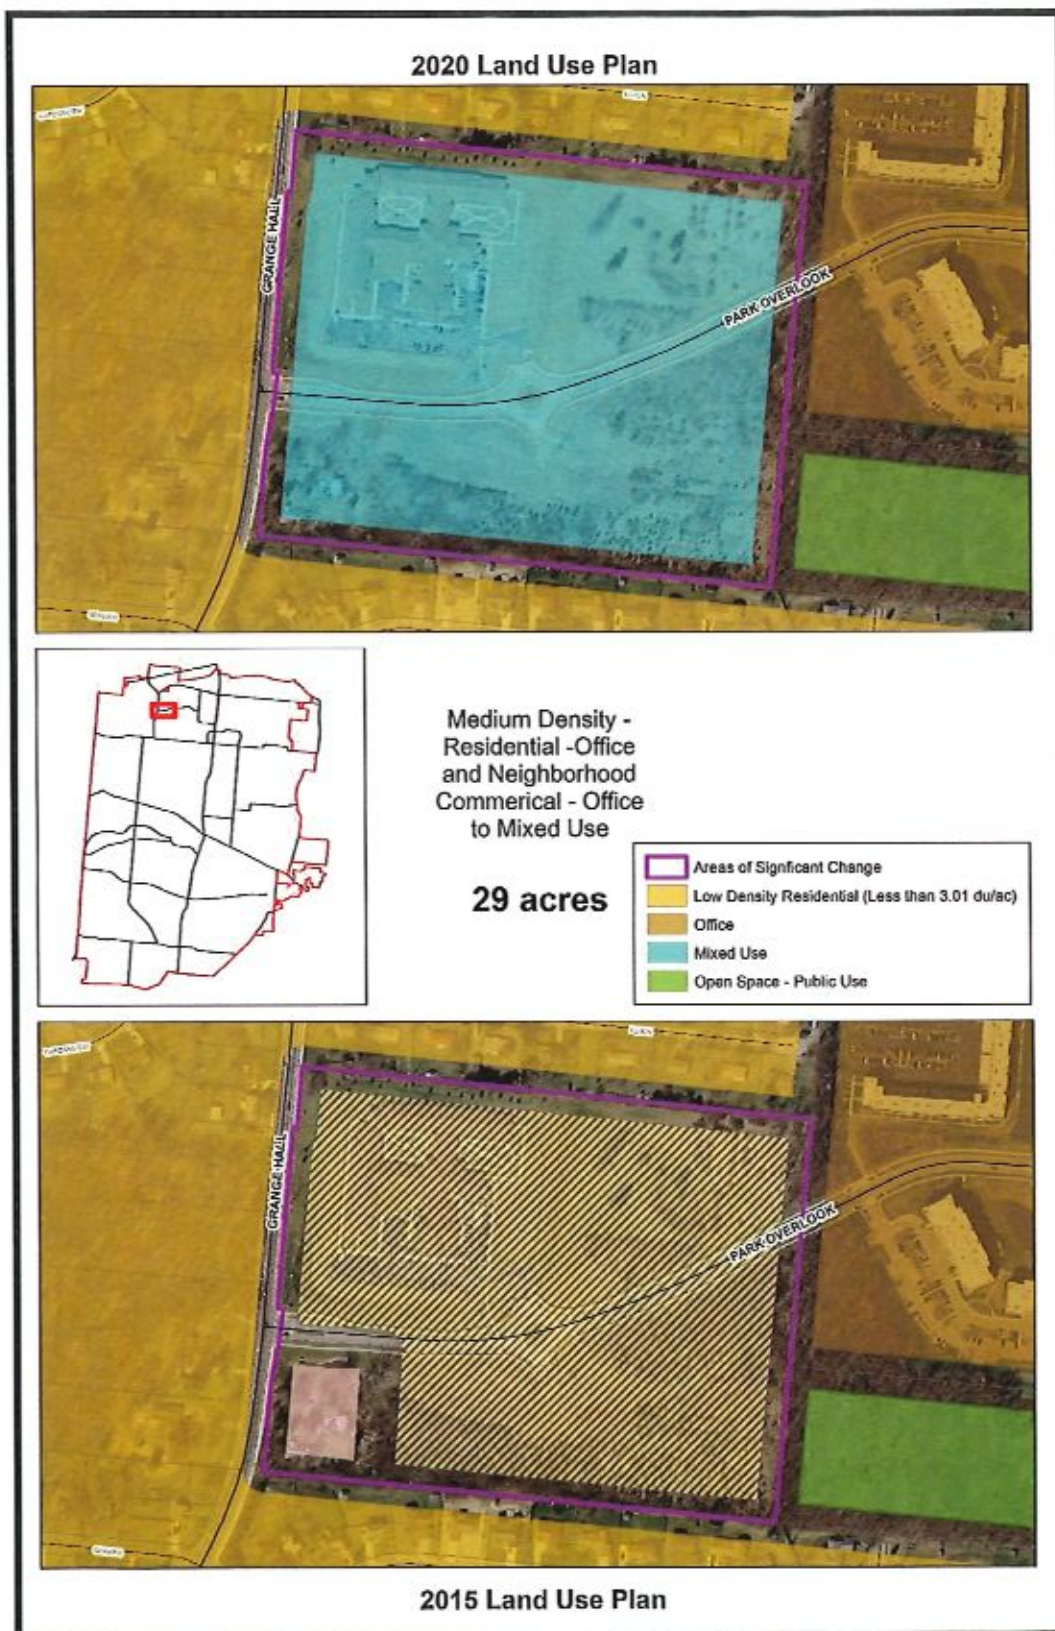 2020 Land Use Plan
GRANGE HALL
PARK OVERLOOK
Medium Density -
Residential -Office
and Neighborhood
Commerical - Office
to Mixed Use
29 acres
Areas of Signficant Change
Low Density Residential (Less than 3.01 du/ac)
Office
Mixed Use
Open Space - Public Use
GRANGE HALL
PARK OVERLOOK
2015 Land Use Plan